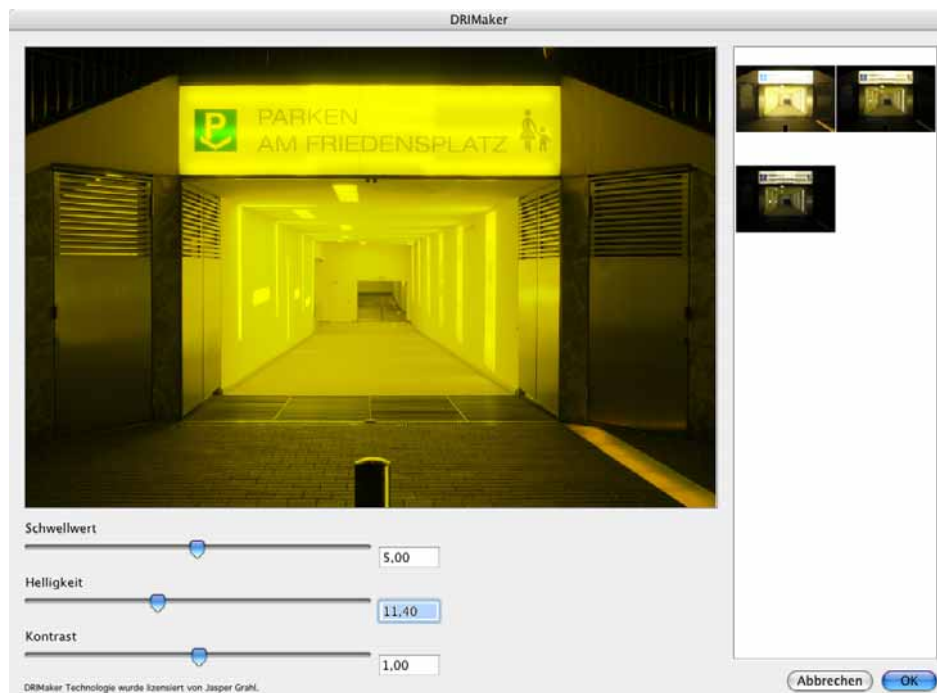 DRIMaker
P PARKEN
AM FRIEDENSPLATZ
Schwellwert
5,00
Helligkeit
11,40
Kontrast
1,00
DRIMaker Technologie wurde lizensiert von Jasper Grahl.
Abbrechen OK